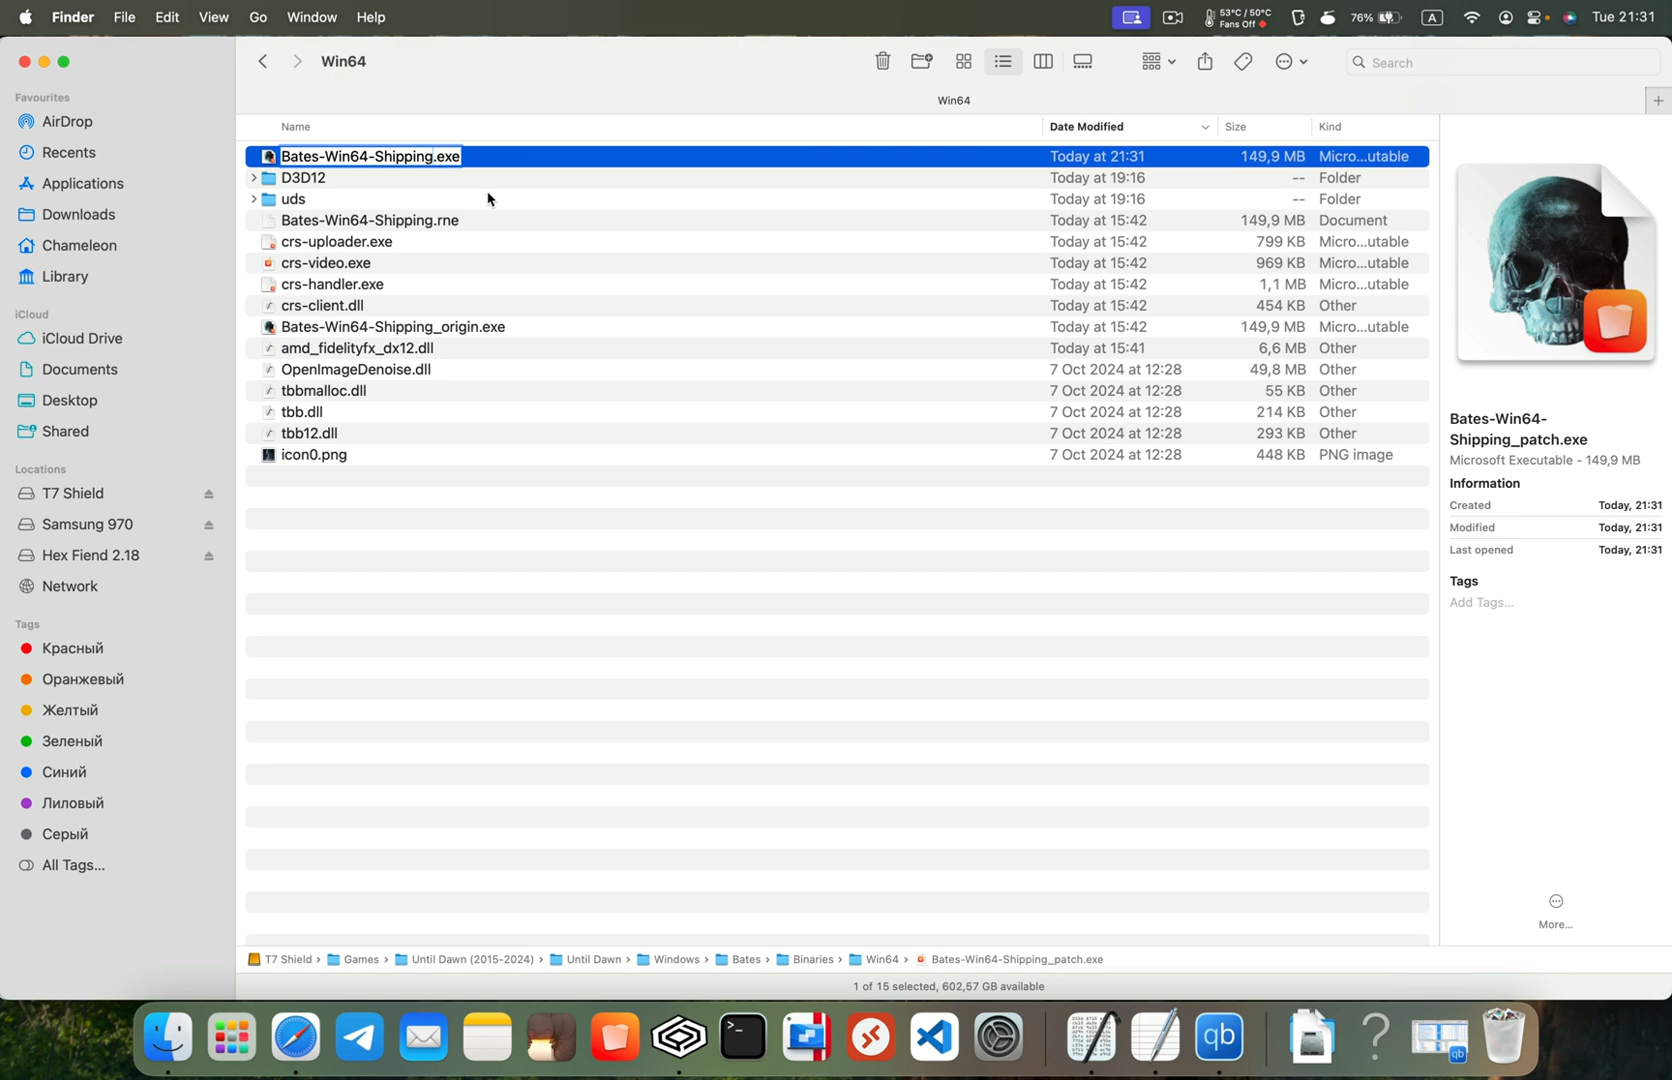 Finder File Edit View Go Window Help
53°C / 50°C
Fans Off
76%
A
Tue 21:31
Win64
Search
Win64
Favourites
AirDrop
Recents
Applications
Downloads
Chameleon
Library
iCloud
iCloud Drive
Documents
Desktop
Shared
Locations
T7 Shield
Samsung 970
Hex Fiend 2.18
Network
Tags
Красный
Оранжевый
Желтый
Зеленый
Синий
Лиловый
Серый
All Tags...
Name Date Modified Size Kind
Bates-Win64-Shipping.exe Today at 21:31 149,9 MB Micro...utable
D3D12 Today at 19:16 -- Folder
uds Today at 19:16 -- Folder
Bates-Win64-Shipping.rne Today at 15:42 149,9 MB Document
crs-uploader.exe Today at 15:42 799 KB Micro...utable
crs-video.exe Today at 15:42 969 KB Micro...utable
crs-handler.exe Today at 15:42 1,1 MB Micro...utable
crs-client.dll Today at 15:42 454 KB Other
Bates-Win64-Shipping_origin.exe Today at 15:42 149,9 MB Micro...utable
amd_fidelityfx_dx12.dll Today at 15:41 6,6 MB Other
OpenImageDenoise.dll 7 Oct 2024 at 12:28 49,8 MB Other
tbbmalloc.dll 7 Oct 2024 at 12:28 55 KB Other
tbb.dll 7 Oct 2024 at 12:28 214 KB Other
tbb12.dll 7 Oct 2024 at 12:28 293 KB Other
icon0.png 7 Oct 2024 at 12:28 448 KB PNG image
Bates-Win64-
Shipping_patch.exe
Microsoft Executable - 149,9 MB
Information
Created Today, 21:31
Modified Today, 21:31
Last opened Today, 21:31
Tags
Add Tags...
More...
T7 Shield › Games › Until Dawn (2015-2024) › Until Dawn › Windows › Bates › Binaries › Win64 › Bates-Win64-Shipping_patch.exe
1 of 15 selected, 602,57 GB available
qb
qb